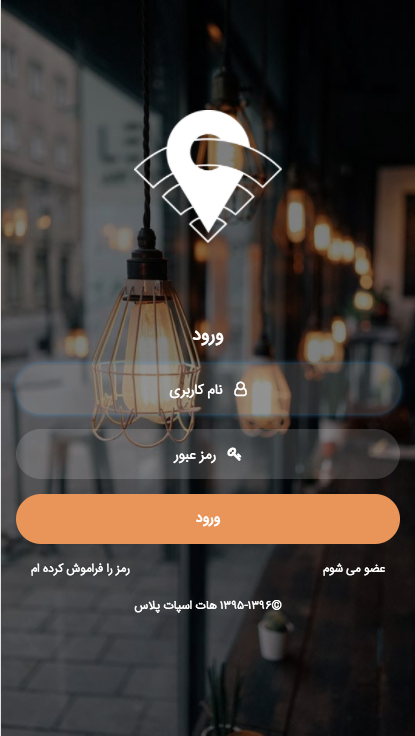 ورود
نام کاربری
رمز عبور
ورود
عضو می شوم
رمز را فراموش کرده ام
©۱۳۹۵-۱۳۹۶ هات اسپات پلاس